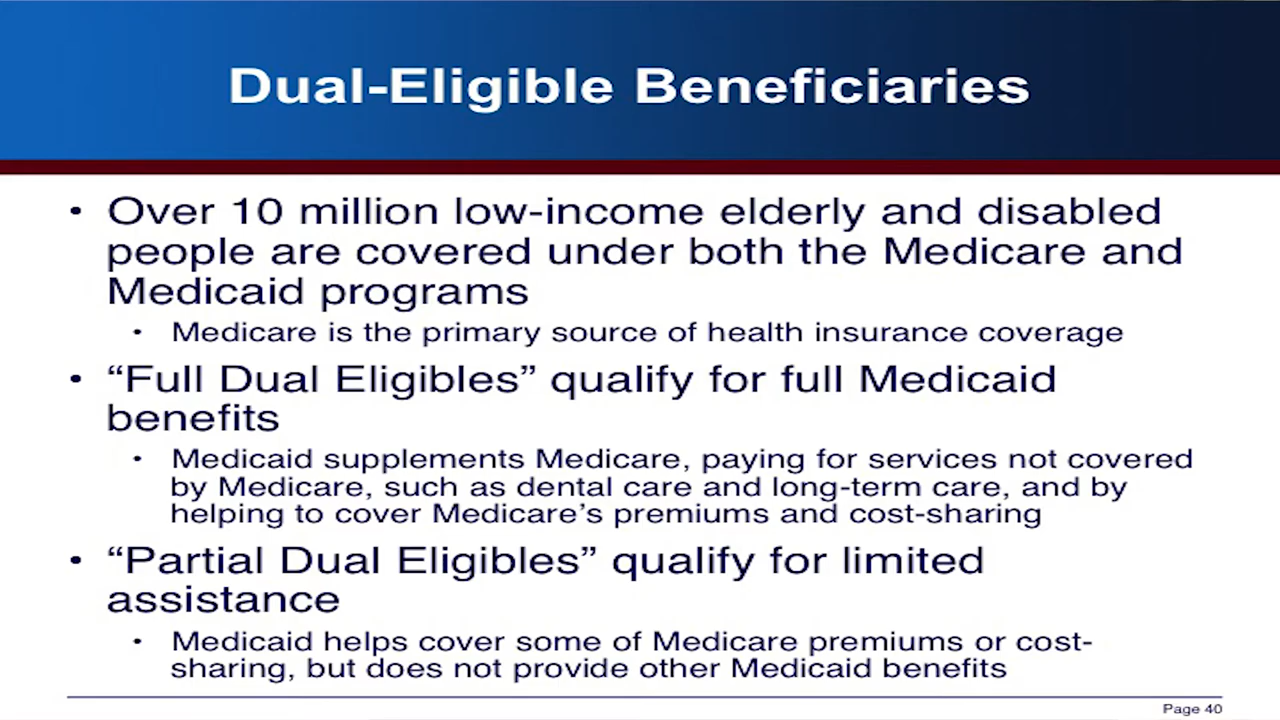 Dual-Eligible Beneficiaries
• Over 10 million low-income elderly and disabled
people are covered under both the Medicare and
Medicaid programs
• Medicare is the primary source of health insurance coverage
• “Full Dual Eligibles” qualify for full Medicaid
benefits
• Medicaid supplements Medicare, paying for services not covered
by Medicare, such as dental care and long-term care, and by
helping to cover Medicare’s premiums and cost-sharing
• “Partial Dual Eligibles” qualify for limited
assistance
• Medicaid helps cover some of Medicare premiums or cost-
sharing, but does not provide other Medicaid benefits
Page 40